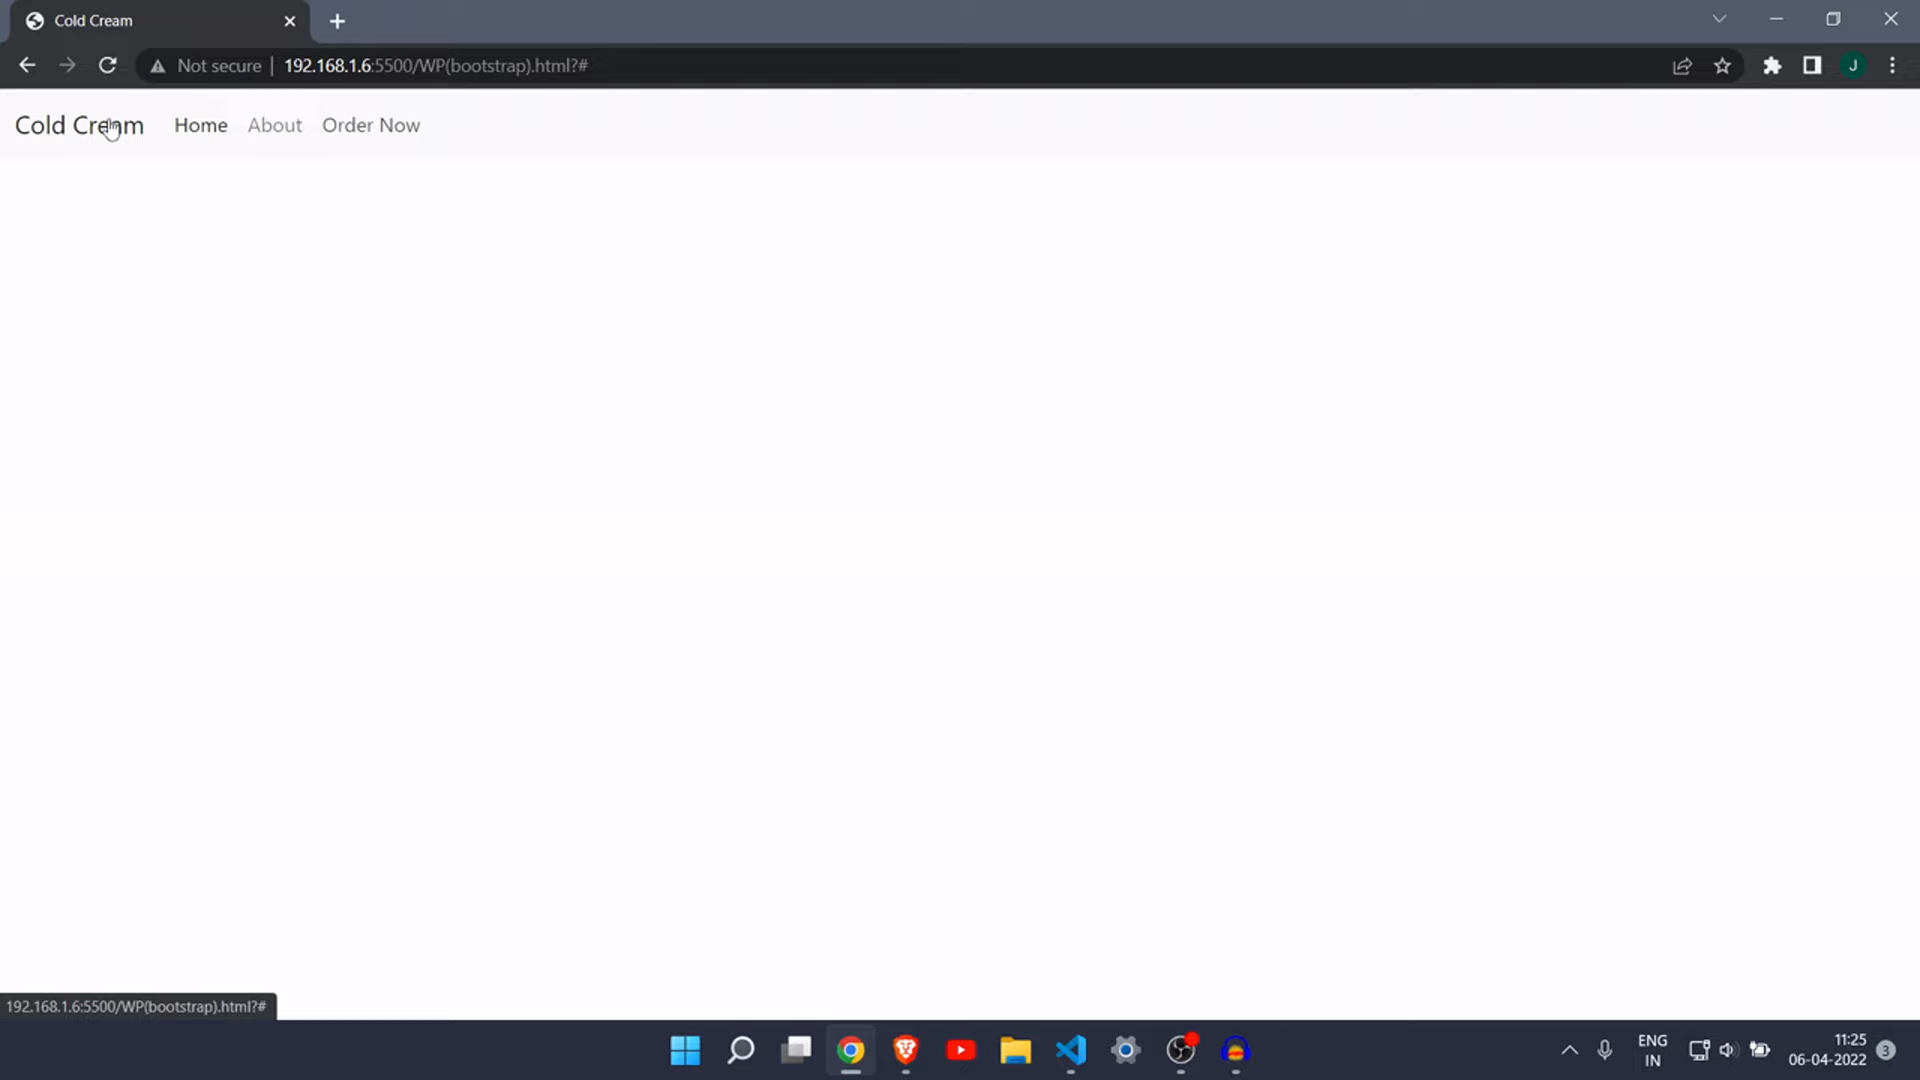 Cold Cream
Not secure | 192.168.1.6:5500/WP(bootstrap).html?#
J
Cold Cream Home About Order Now
192.168.1.6:5500/WP(bootstrap).html?#
ENG
IN
11:25
06-04-2022
3